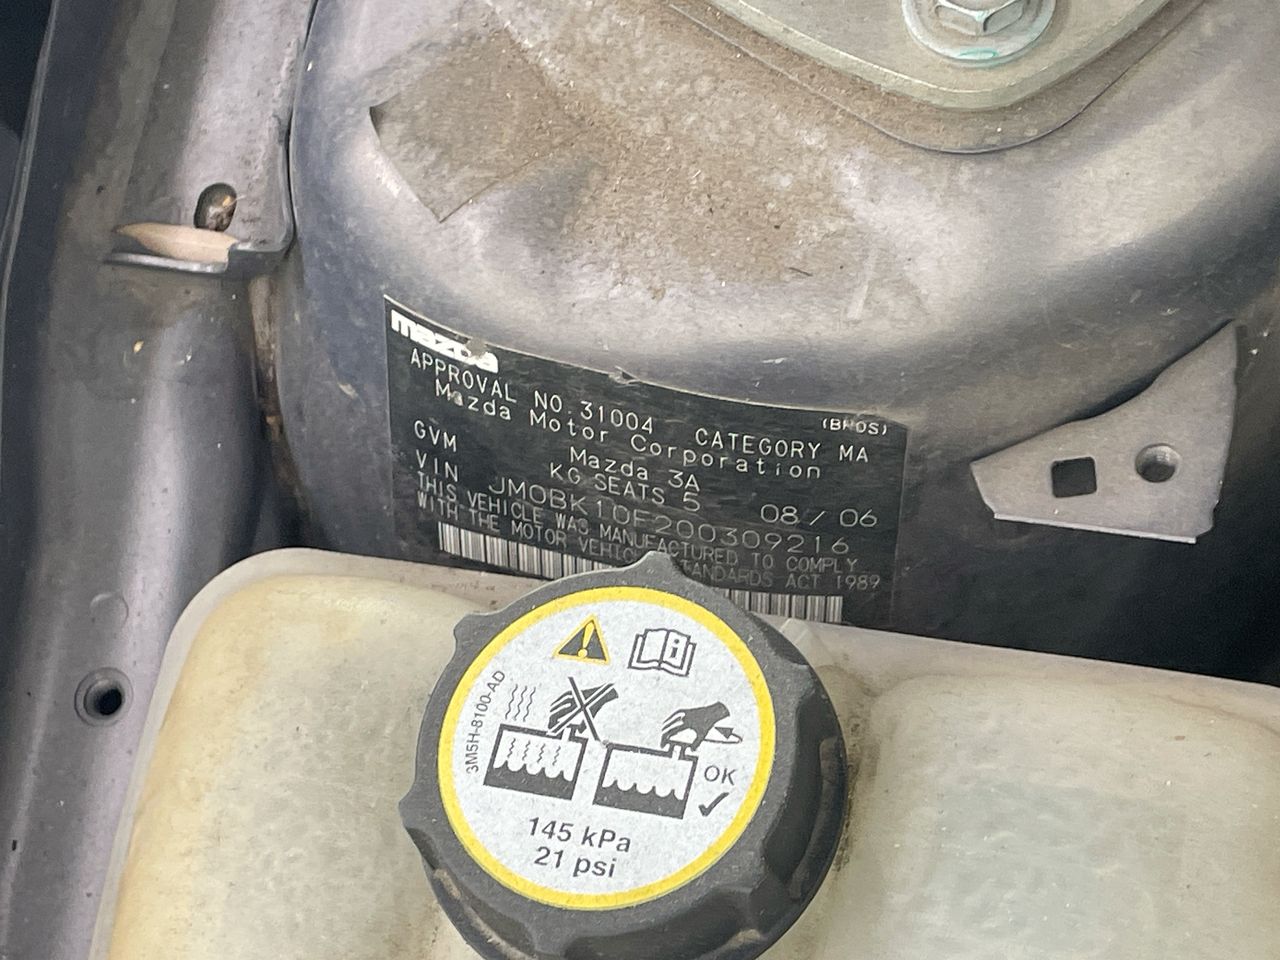 mazda
(BHOS)
APPROVAL NO.31004 CATEGORY MA
Mazda Motor Corporation
Mazda 3A
GVM KG SEATS 5 08/06
VIN JM0BK10F200309216
THIS VEHICLE WAS MANUFACTURED TO COMPLY
WITH THE MOTOR VEHICLE STANDARDS ACT 1989
3M5H-8100-AD
OK
145 kPa
21 psi